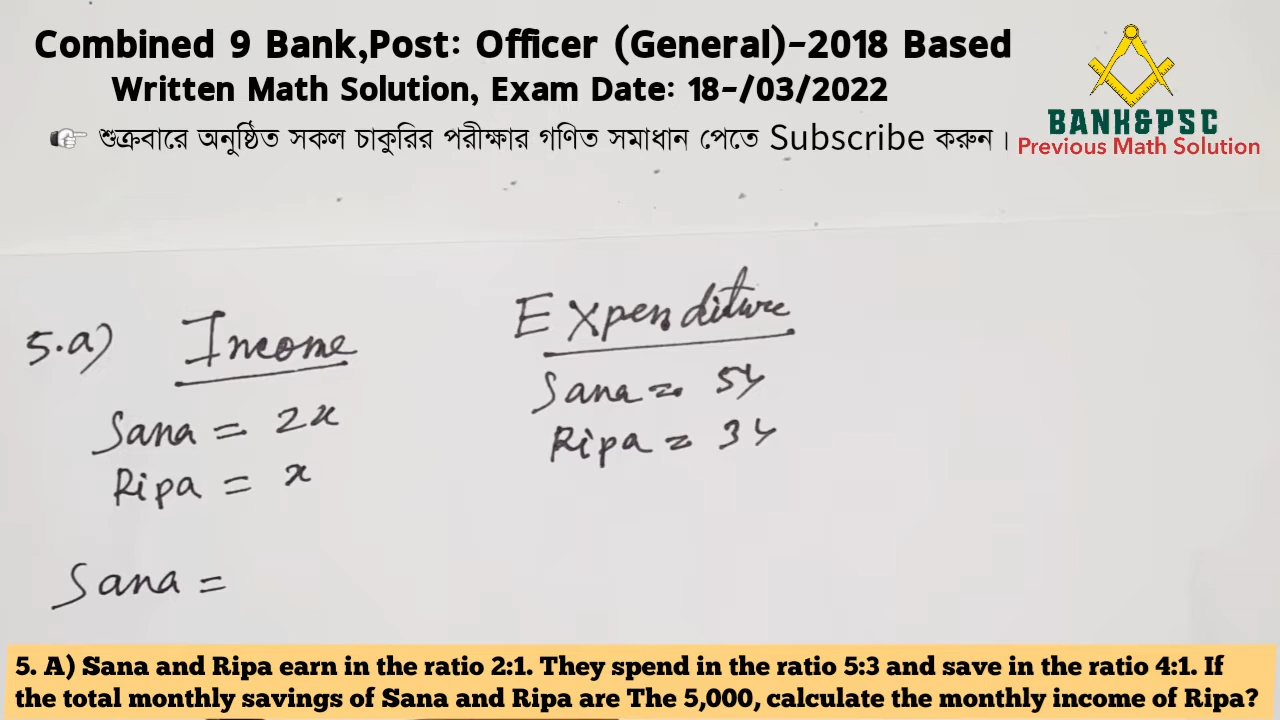 Combined 9 Bank,Post: Officer (General)-2018 Based
Written Math Solution, Exam Date: 18-/03/2022
শুক্রবারে অনুষ্ঠিত সকল চাকুরির পরীক্ষার গণিত সমাধান পেতে Subscribe করুন।
BANK&PSC
Previous Math Solution
5.a) Income
Expenditure
Sana = 2x
Ripa = x
Sana = 5y
Ripa = 3y
Sana =
5. A) Sana and Ripa earn in the ratio 2:1. They spend in the ratio 5:3 and save in the ratio 4:1. If
the total monthly savings of Sana and Ripa are The 5,000, calculate the monthly income of Ripa?